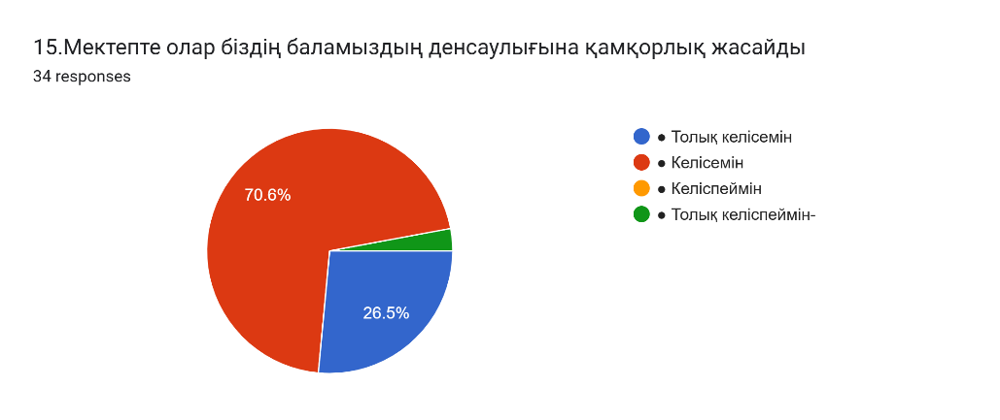 15.Мектепте олар біздің баламыздың денсаулығына қамқорлық жасайды
34 responses
● Толық келісемін
● Келісемін
● Келіспеймін
● Толық келіспеймін-
70.6%
26.5%